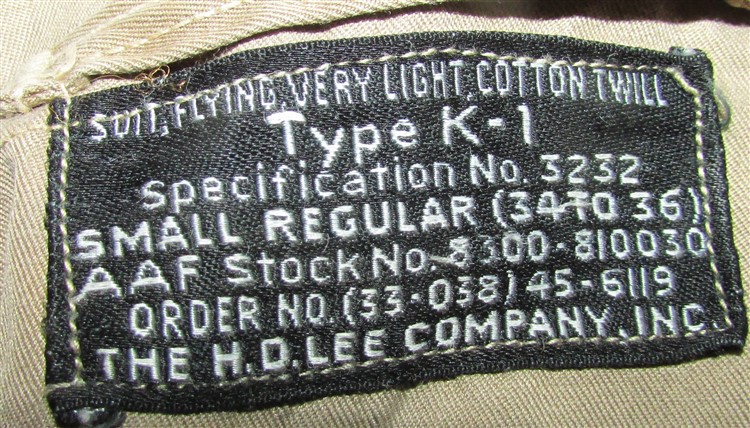 SUIT, FLYING, VERY LIGHT, COTTON TWILL
Type K-1
Specification No. 3232
SMALL REGULAR (34 TO 36)
AAF Stock No. 8300-810030
ORDER NO. (33-038) 45-6119
THE H.D. LEE COMPANY, INC.